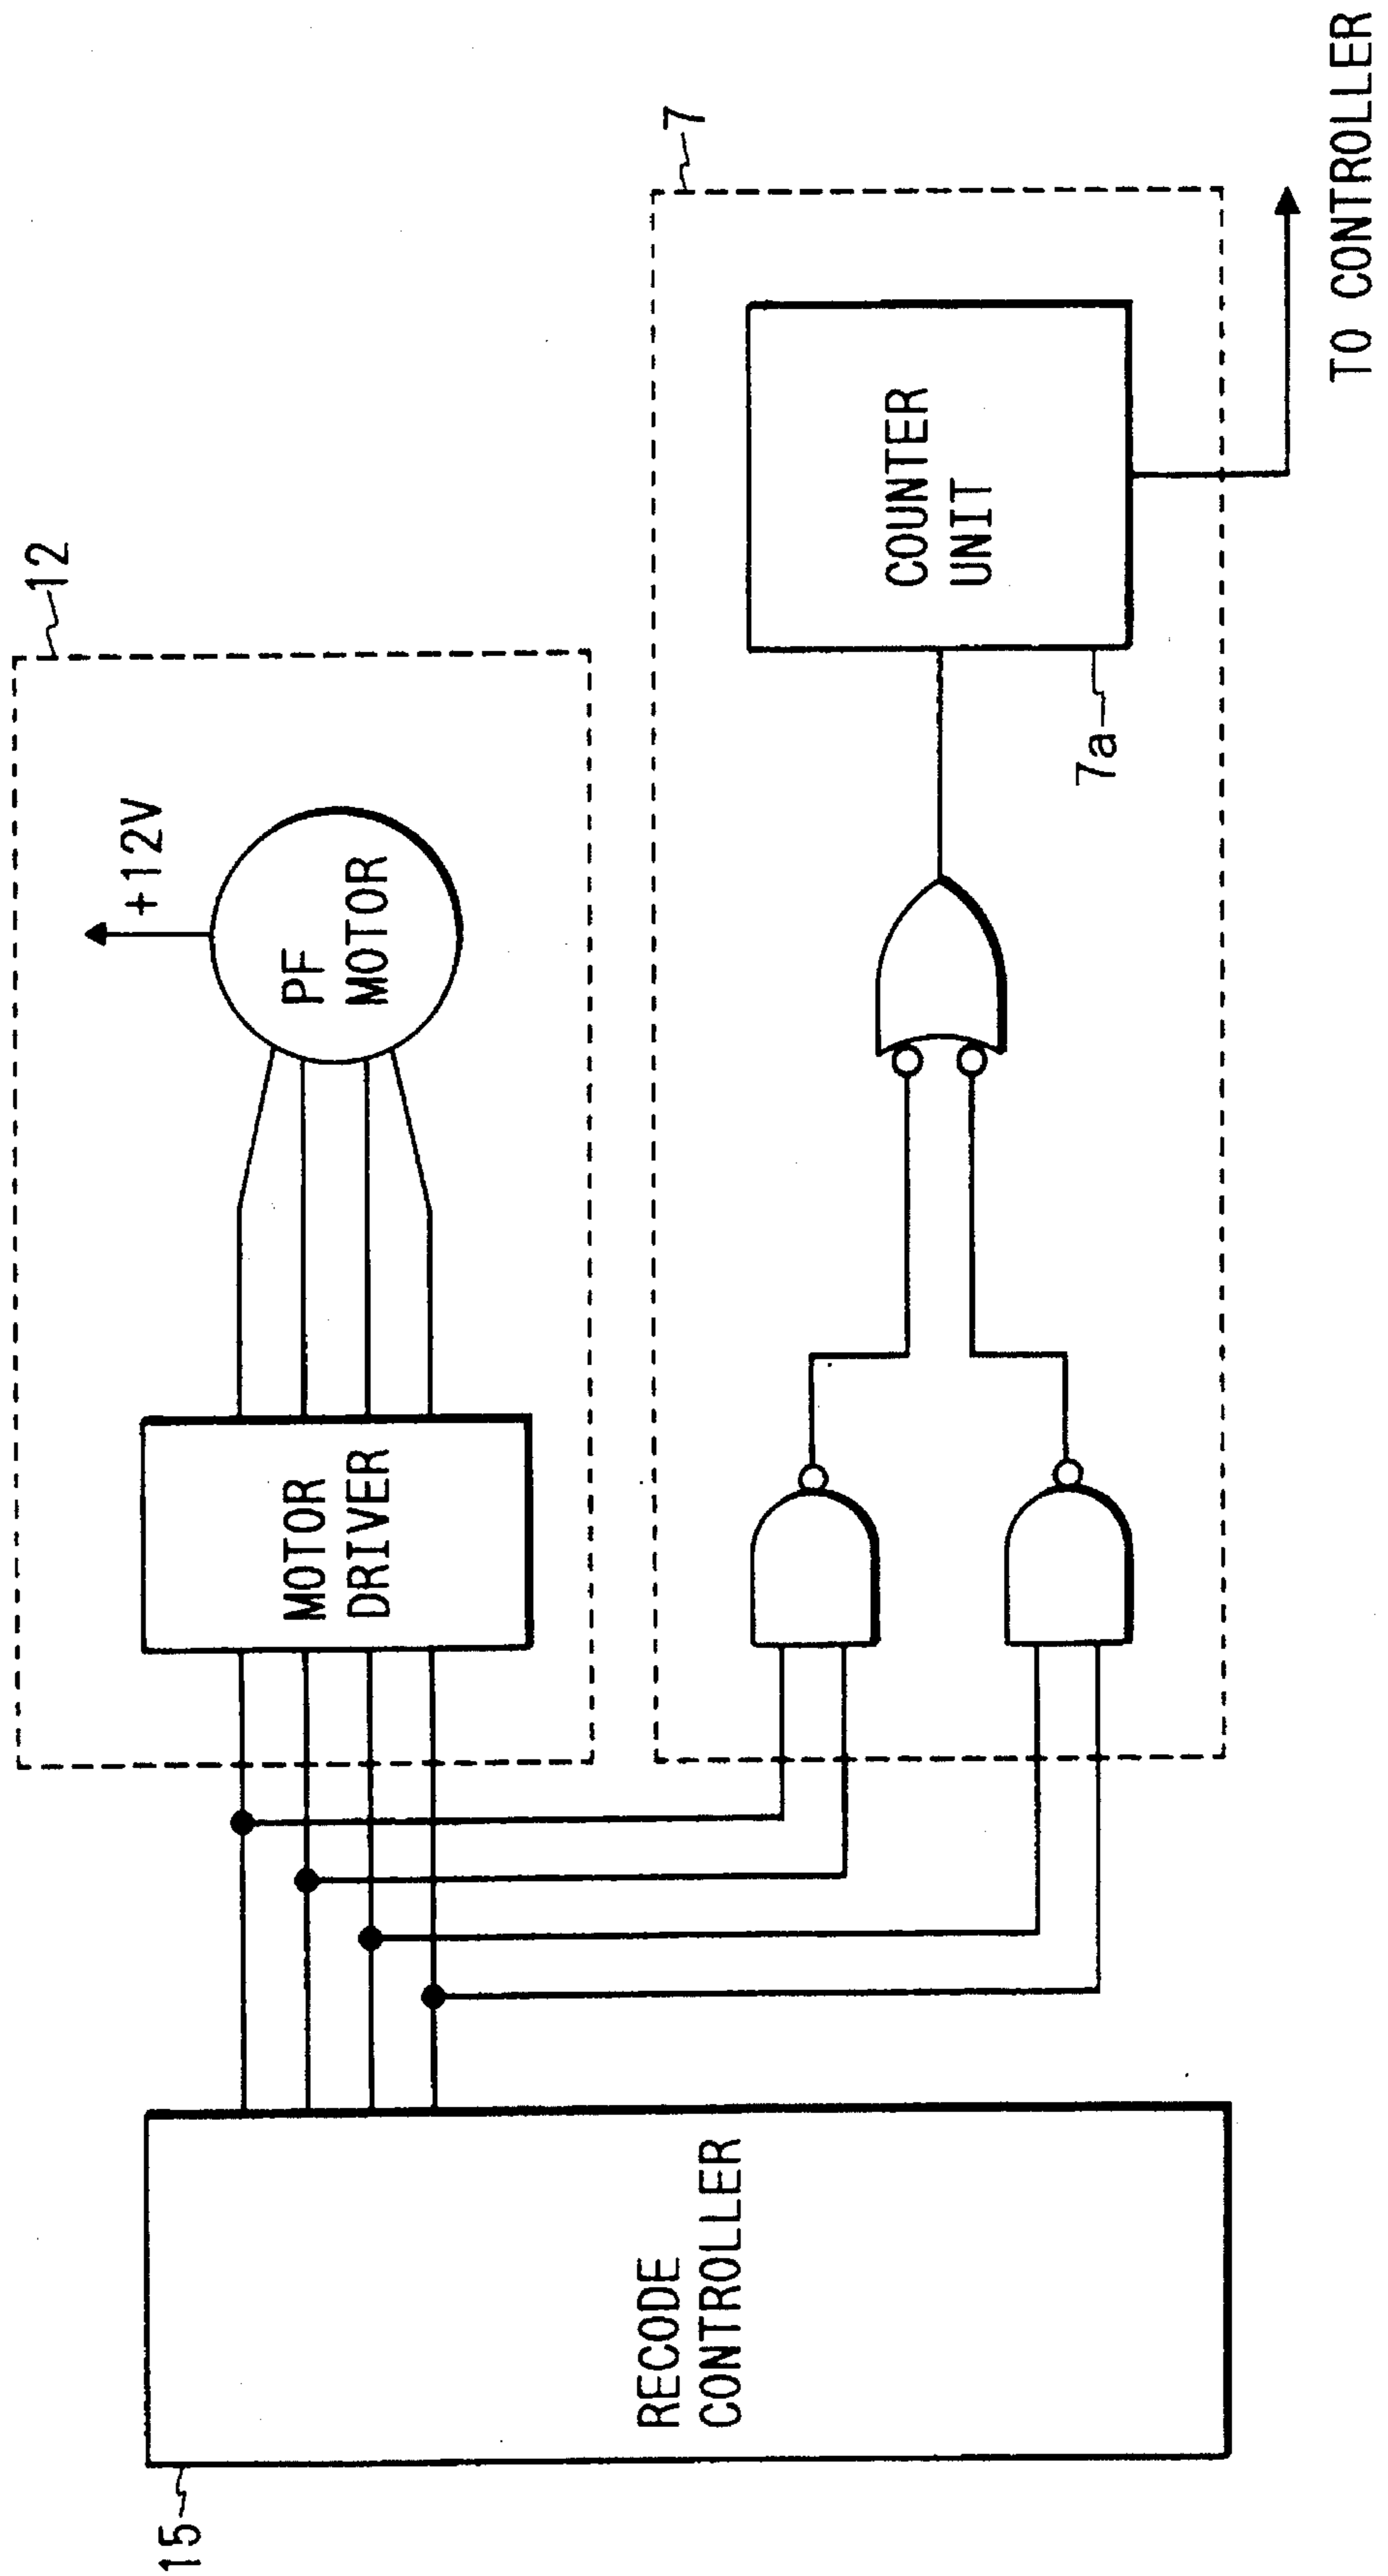 12
+12V
PF
MOTOR
MOTOR
DRIVER
7
COUNTER
UNIT
7a
TO CONTROLLER
RECODE
CONTROLLER
15